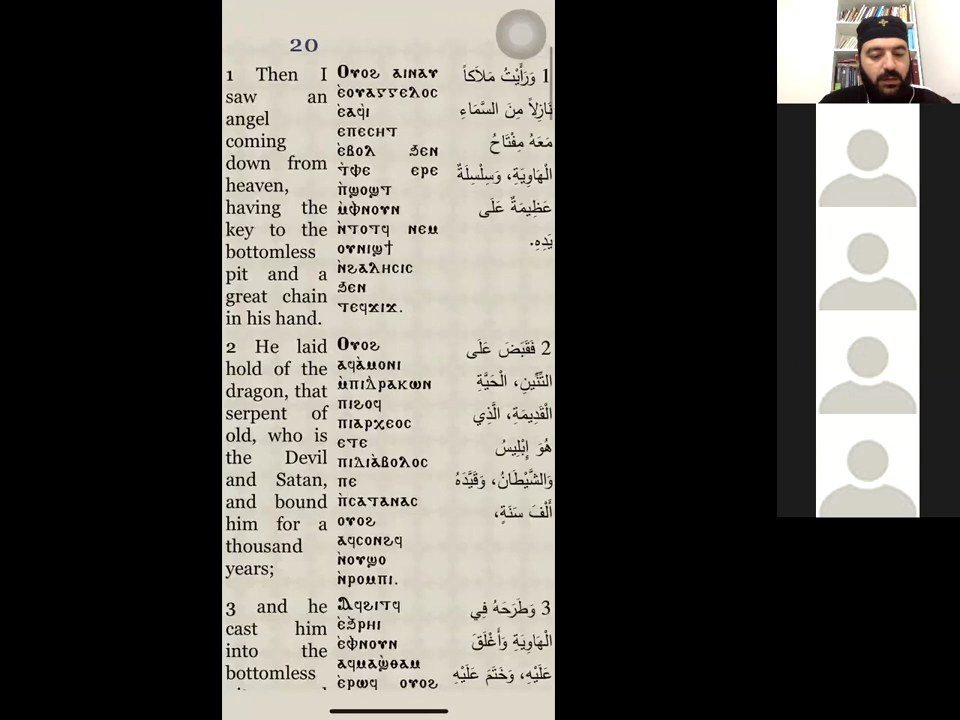 20
1 Then I
saw an
angel
coming
down from
heaven,
having the
key to the
bottomless
pit and a
great chain
in his hand.
Ⲟⲩⲟϩ ⲁⲓⲛⲁⲩ
ⲉ̀ⲟⲩⲁⲅⲅⲉⲗⲟⲥ
ⲉ̀ⲁϥⲓ̀
ⲉⲡⲉⲥⲏⲧ
ⲉ̀ⲃⲟⲗ ϧⲉⲛ
ⲧ̀ⲫⲉ ⲉⲣⲉ
ⲡ̀ϣⲟϣⲧ
ⲙ̀ⲫⲛⲟⲩⲛ
ⲛ̀ⲧⲟⲧϥ ⲛⲉⲙ
ⲟⲩⲛⲓϣϯ
ⲛ̀ϩⲁⲗⲏⲥⲓⲥ
ϧⲉⲛ
ⲧⲉϥϫⲓϫ.
1 وَرَأَيْتُ مَلاَكاً
نَازِلاً مِنَ السَّمَاءِ
مَعَهُ مِفْتَاحُ
الْهَاوِيَةِ، وَسِلْسِلَةٌ
عَظِيمَةٌ عَلَى
يَدِهِ.
2 He laid
hold of the
dragon, that
serpent of
old, who is
the Devil
and Satan,
and bound
him for a
thousand
years;
Ⲟⲩⲟϩ
ⲁϥⲁ̀ⲙⲟⲛⲓ
ⲙ̀ⲡⲓⲇⲣⲁⲕⲱⲛ
ⲡⲓϩⲟϥ
ⲡⲓⲁⲣⲭⲉⲟⲥ
ⲉⲧⲉ
ⲡⲓⲇⲓⲁ̀ⲃⲟⲗⲟⲥ
ⲡⲉ
ⲡ̀ⲥⲁⲧⲁⲛⲁⲥ
ⲟⲩⲟϩ
ⲁϥⲥⲟⲛϩϥ
ⲛ̀ⲟⲩϣⲟ
ⲛ̀ⲣⲟⲙⲡⲓ.
2 فَقَبَضَ عَلَى
التِّنِّينِ، الْحَيَّةِ
الْقَدِيمَةِ، الَّذِي
هُوَ إِبْلِيسُ
وَالشَّيْطَانُ، وَقَيَّدَهُ
أَلْفَ سَنَةٍ،
3 and he
cast him
into the
bottomless
Ⲁϥϩⲓⲧϥ
ⲉ̀ϧⲣⲏⲓ
ⲉⲫⲛⲟⲩⲛ
ⲁϥⲙⲁϣ̀ⲑⲁⲙ
ⲉⲣⲱϥ ⲟⲩⲟϩ
3 وَطَرَحَهُ فِي
الْهَاوِيَةِ وَأَغْلَقَ
عَلَيْهِ، وَخَتَمَ عَلَيْهِ